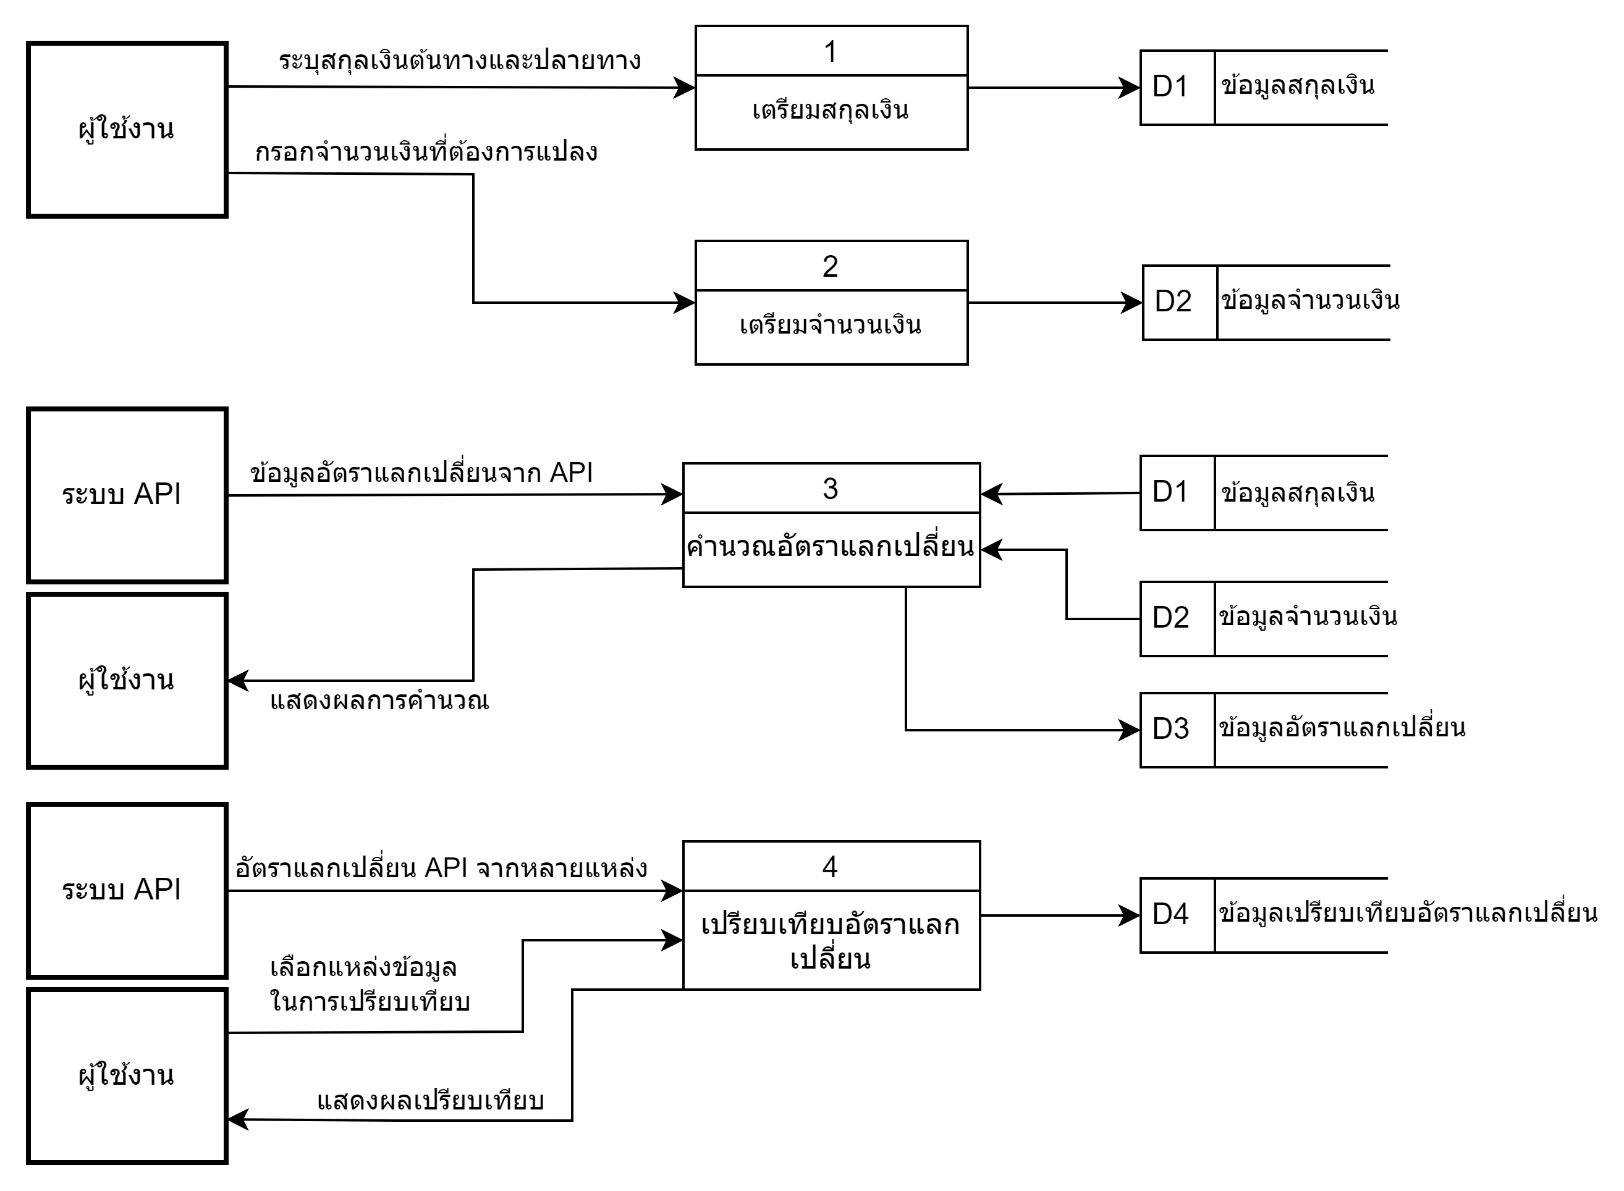 ผู้ใช้งาน
ระบุสกุลเงินต้นทางและปลายทาง
กรอกจำนวนเงินที่ต้องการแปลง
1
เตรียมสกุลเงิน
D1
ข้อมูลสกุลเงิน
2
เตรียมจำนวนเงิน
D2
ข้อมูลจำนวนเงิน
ระบบ API
ข้อมูลอัตราแลกเปลี่ยนจาก API
3
คำนวณอัตราแลกเปลี่ยน
D1
ข้อมูลสกุลเงิน
D2
ข้อมูลจำนวนเงิน
ผู้ใช้งาน
แสดงผลการคำนวณ
D3
ข้อมูลอัตราแลกเปลี่ยน
ระบบ API
อัตราแลกเปลี่ยน API จากหลายแหล่ง
4
เปรียบเทียบอัตราแลก
เปลี่ยน
D4
ข้อมูลเปรียบเทียบอัตราแลกเปลี่ยน
เลือกแหล่งข้อมูล
ในการเปรียบเทียบ
ผู้ใช้งาน
แสดงผลเปรียบเทียบ